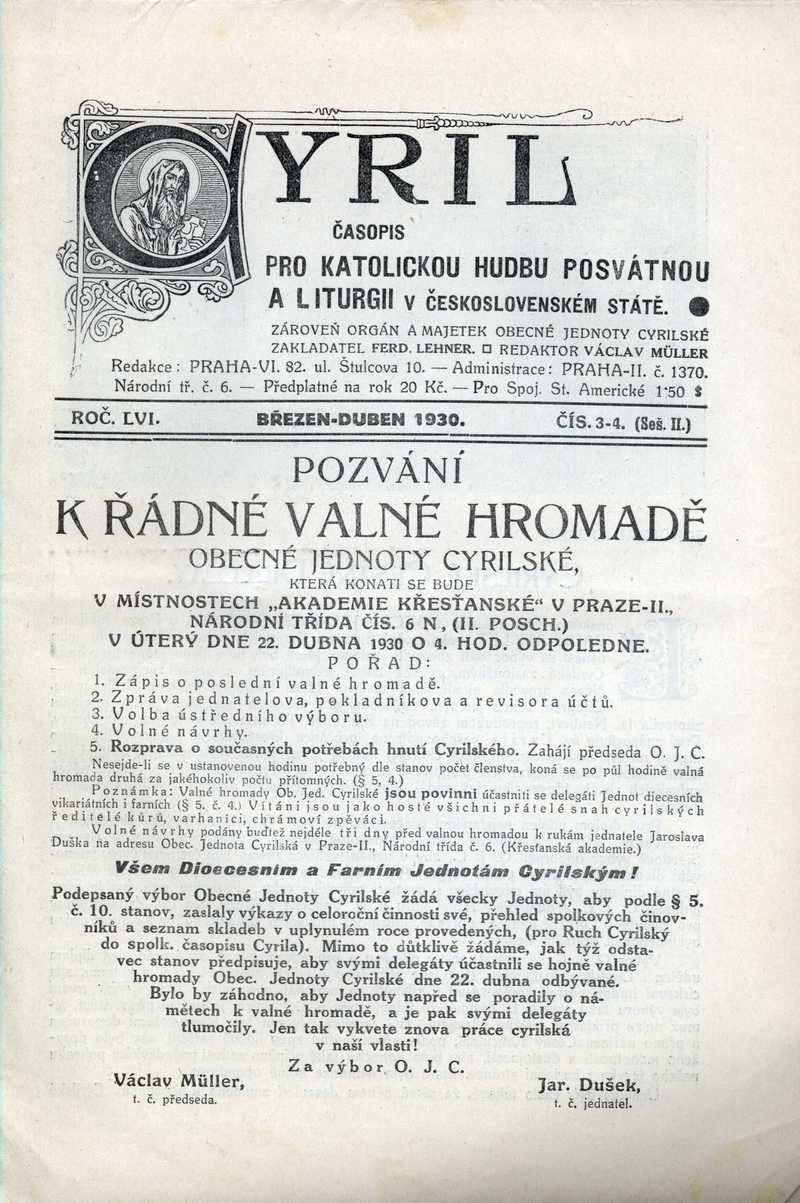 CYRIL
ČASOPIS
PRO KATOLICKOU HUDBU POSVÁTNOU
A LITURGII V ČESKOSLOVENSKÉM STÁTĚ.
ZÁROVEŇ ORGÁN A MAJETEK OBECNÉ JEDNOTY CYRILSKÉ
ZAKLADATEL FERD. LEHNER. □ REDAKTOR VÁCLAV MÜLLER
Redakce: PRAHA-VI. 82. ul. Štulcova 10. — Administrace: PRAHA-II. č. 1370.
Národní tř. č. 6. — Předplatné na rok 20 Kč. — Pro Spoj. St. Americké 1·50 $
ROČ. LVI. BŘEZEN-DUBEN 1930. ČÍS. 3-4. (Seš. II.)
POZVÁNÍ
K ŘÁDNÉ VALNÉ HROMADĚ
OBECNÉ JEDNOTY CYRILSKÉ,
KTERÁ KONATI SE BUDE
V MÍSTNOSTECH „AKADEMIE KŘESŤANSKÉ“ V PRAZE-II.,
NÁRODNÍ TŘÍDA ČÍS. 6 N, (II. POSCH.)
V ÚTERÝ DNE 22. DUBNA 1930 O 4. HOD. ODPOLEDNE.
POŘAD:
1. Zápis o poslední valné hromadě.
2. Zpráva jednatelova, pokladníkova a revisora účtů.
3. Volba ústředního výboru.
4. Volné návrhy.
5. Rozprava o současných potřebách hnutí Cyrilského. Zahájí předseda O. J. C.
Nesejde-li se v ustanovenou hodinu potřebný dle stanov počet členstva, koná se po půl hodině valná
hromada druhá za jakéhokoliv počtu přítomných. (§ 5, 4.)
Poznámka: Valné hromady Ob. Jed. Cyrilské jsou povinni účastniti se delegáti Jednot diecesních
vikariátních i farních (§ 5. č. 4.) Vítáni jsou jako hosté všichni přátelé snah cyrilských
ředitelé kůrů, varhaníci, chrámoví zpěváci.
Volné návrhy podány buďtež nejdéle tři dny před valnou hromadou k rukám jednatele Jaroslava
Duška na adresu Obec. Jednota Cyrilská v Praze-II., Národní třída č. 6. (Křesťanská akademie.)
Všem Dioecesním a Farním Jednotám Cyrilským!
Podepsaný výbor Obecné Jednoty Cyrilské žádá všecky Jednoty, aby podle § 5.
č. 10. stanov, zaslaly výkazy o celoroční činnosti své, přehled spolkových činov-
níků a seznam skladeb v uplynulém roce provedených, (pro Ruch Cyrilský
do spolk. časopisu Cyrila). Mimo to důtklivě žádáme, jak týž odsta-
vec stanov předpisuje, aby svými delegáty účastnili se hojně valné
hromady Obec. Jednoty Cyrilské dne 22. dubna odbývané.
Bylo by záhodno, aby Jednoty napřed se poradily o ná-
mětech k valné hromadě, a je pak svými delegáty
tlumočily. Jen tak vykvete znova práce cyrilská
v naší vlasti!
Za výbor O. J. C.
Václav Müller, Jar. Dušek,
t. č. předseda. t. č. jednatel.